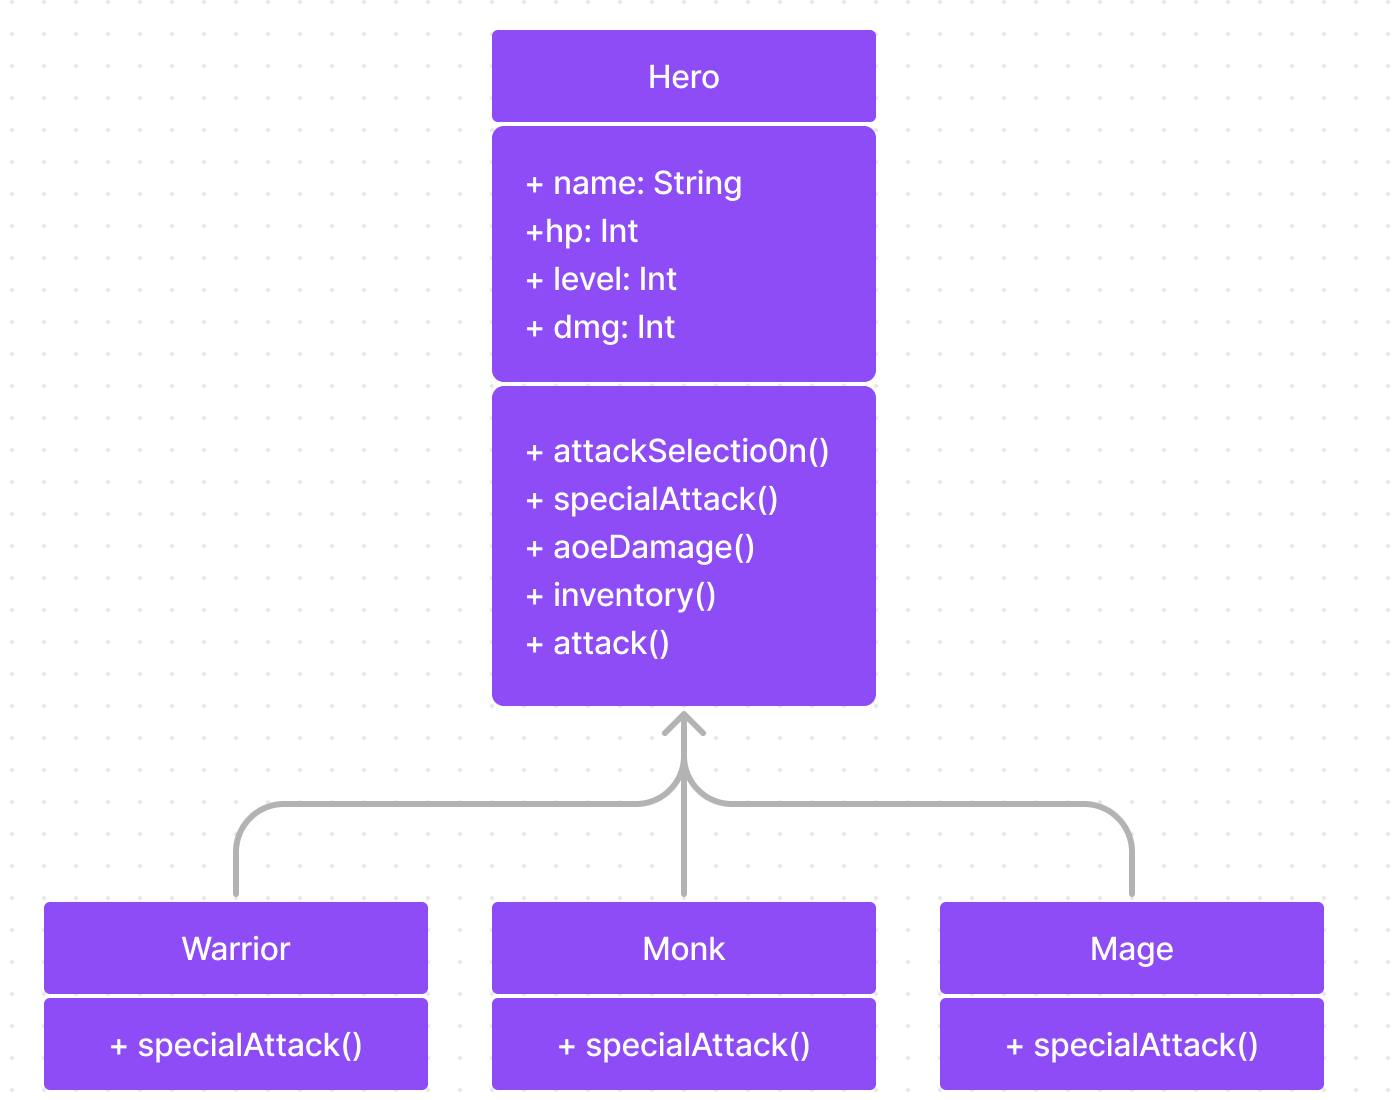 Hero
+ name: String
+hp: Int
+ level: Int
+ dmg: Int
+ attackSelectio0n()
+ specialAttack()
+ aoeDamage()
+ inventory()
+ attack()
Warrior
+ specialAttack()
Monk
+ specialAttack()
Mage
+ specialAttack()